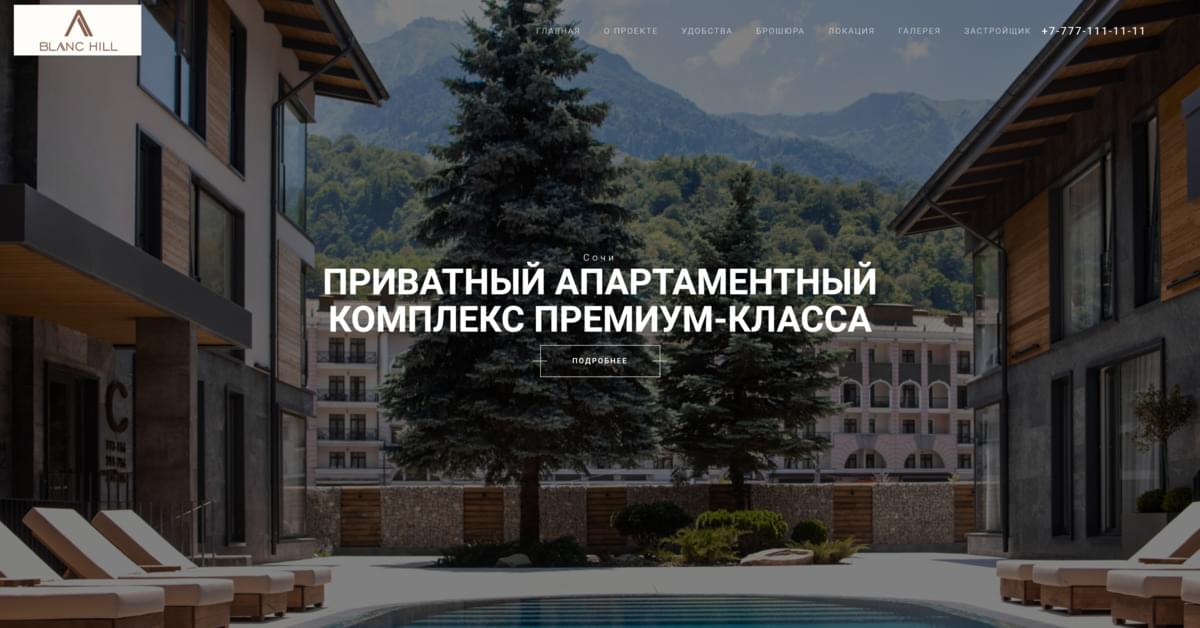 BLANC HILL
ГЛАВНАЯ О ПРОЕКТЕ УДОБСТВА БРОШЮРА ЛОКАЦИЯ ГАЛЕРЕЯ ЗАСТРОЙЩИК +7-777-111-11-11
Сочи
ПРИВАТНЫЙ АПАРТАМЕНТНЫЙ
КОМПЛЕКС ПРЕМИУМ-КЛАССА
ПОДРОБНЕЕ
C